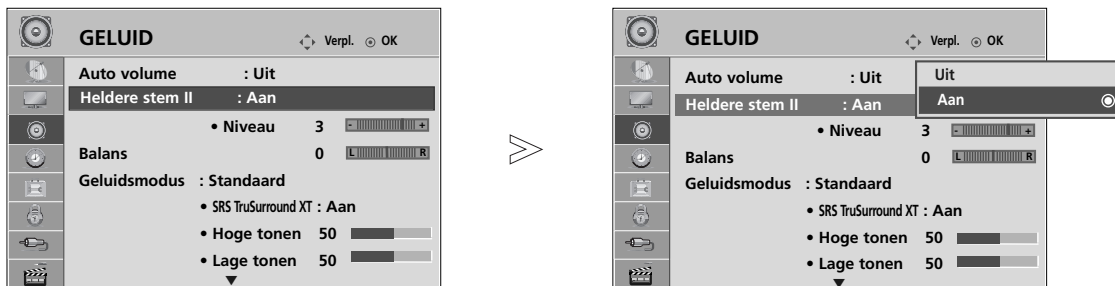 GELUID Verpl. OK
Auto volume : Uit
Heldere stem II : Aan
• Niveau 3 - +
Balans 0 L R
Geluidsmodus : Standaard
• SRS TruSurround XT : Aan
• Hoge tonen 50
• Lage tonen 50
GELUID Verpl. OK
Auto volume : Uit
Heldere stem II : Aan
• Niveau 3 - +
Balans 0 L R
Geluidsmodus : Standaard
• SRS TruSurround XT : Aan
• Hoge tonen 50
• Lage tonen 50
Uit
Aan